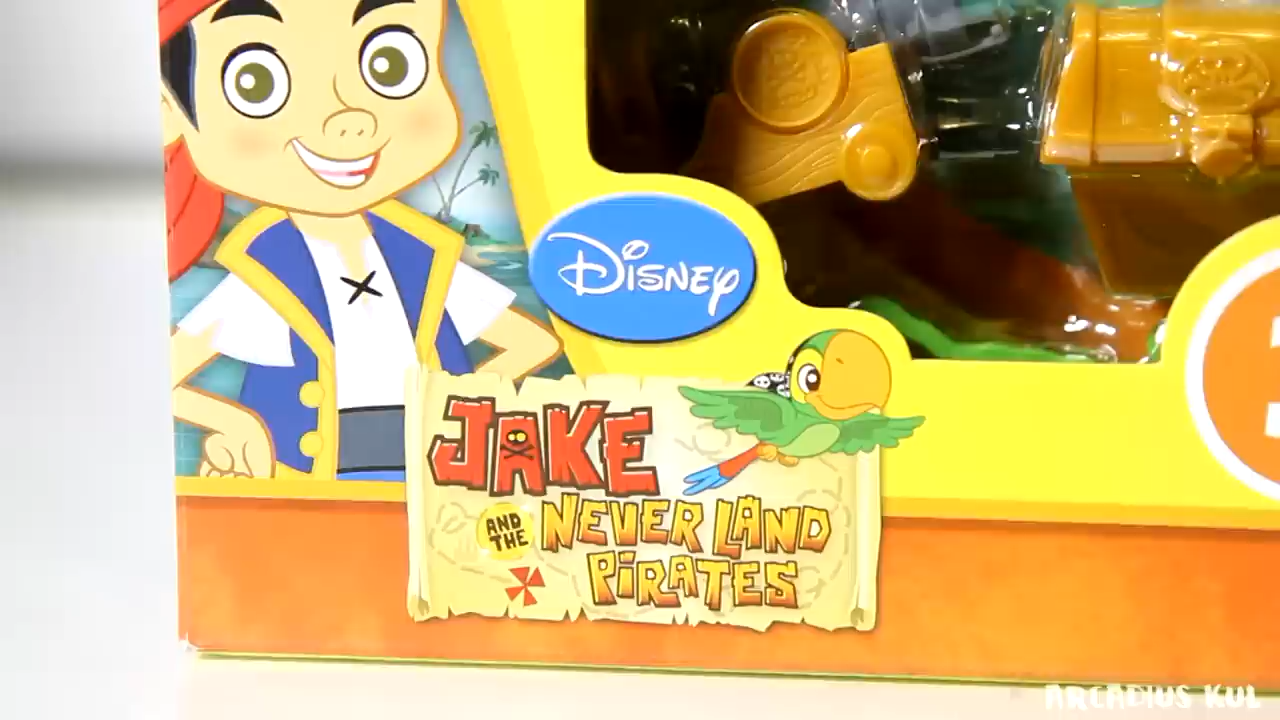 DISNEY
JAKE
AND THE
NEVER LAND
PIRATES
ARCADIUS KUL